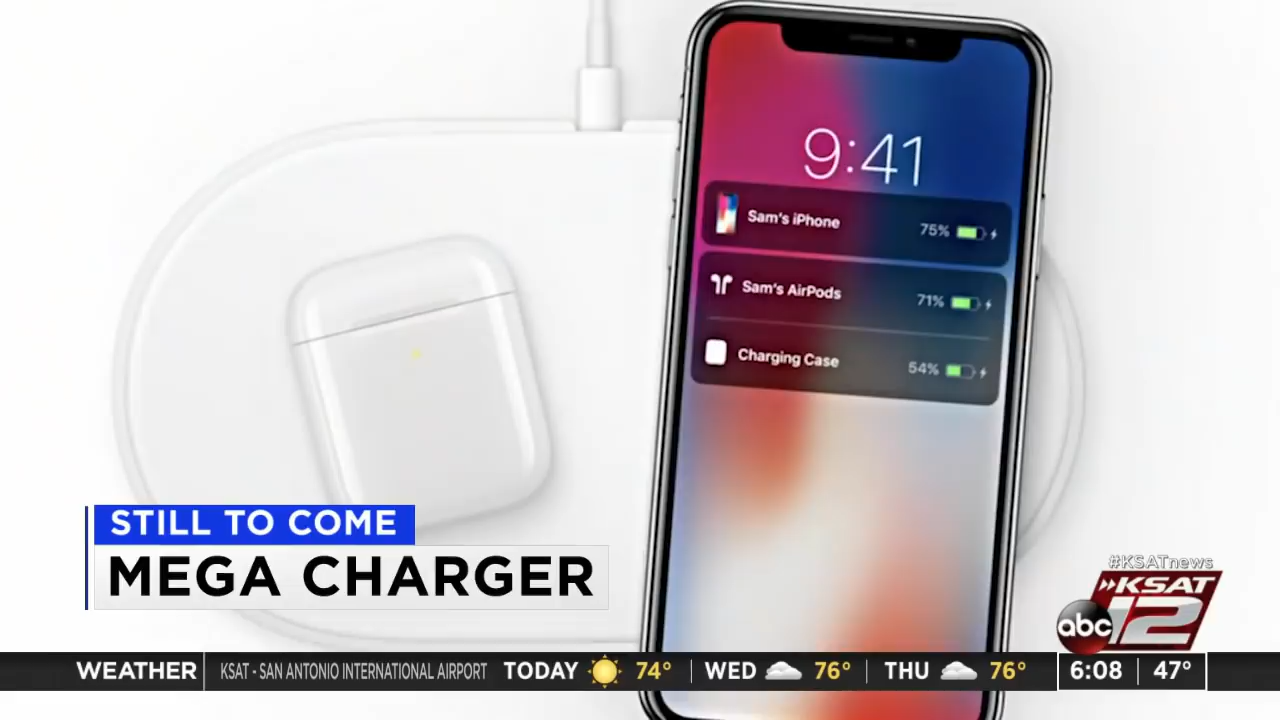 9:41
Sam's iPhone 75%
Sam's AirPods 71%
Charging Case 54%
STILL TO COME
MEGA CHARGER
#KSATnews
KSAT
abc 12
WEATHER KSAT - SAN ANTONIO INTERNATIONAL AIRPORT TODAY 74° WED 76° THU 76° 6:08 47°